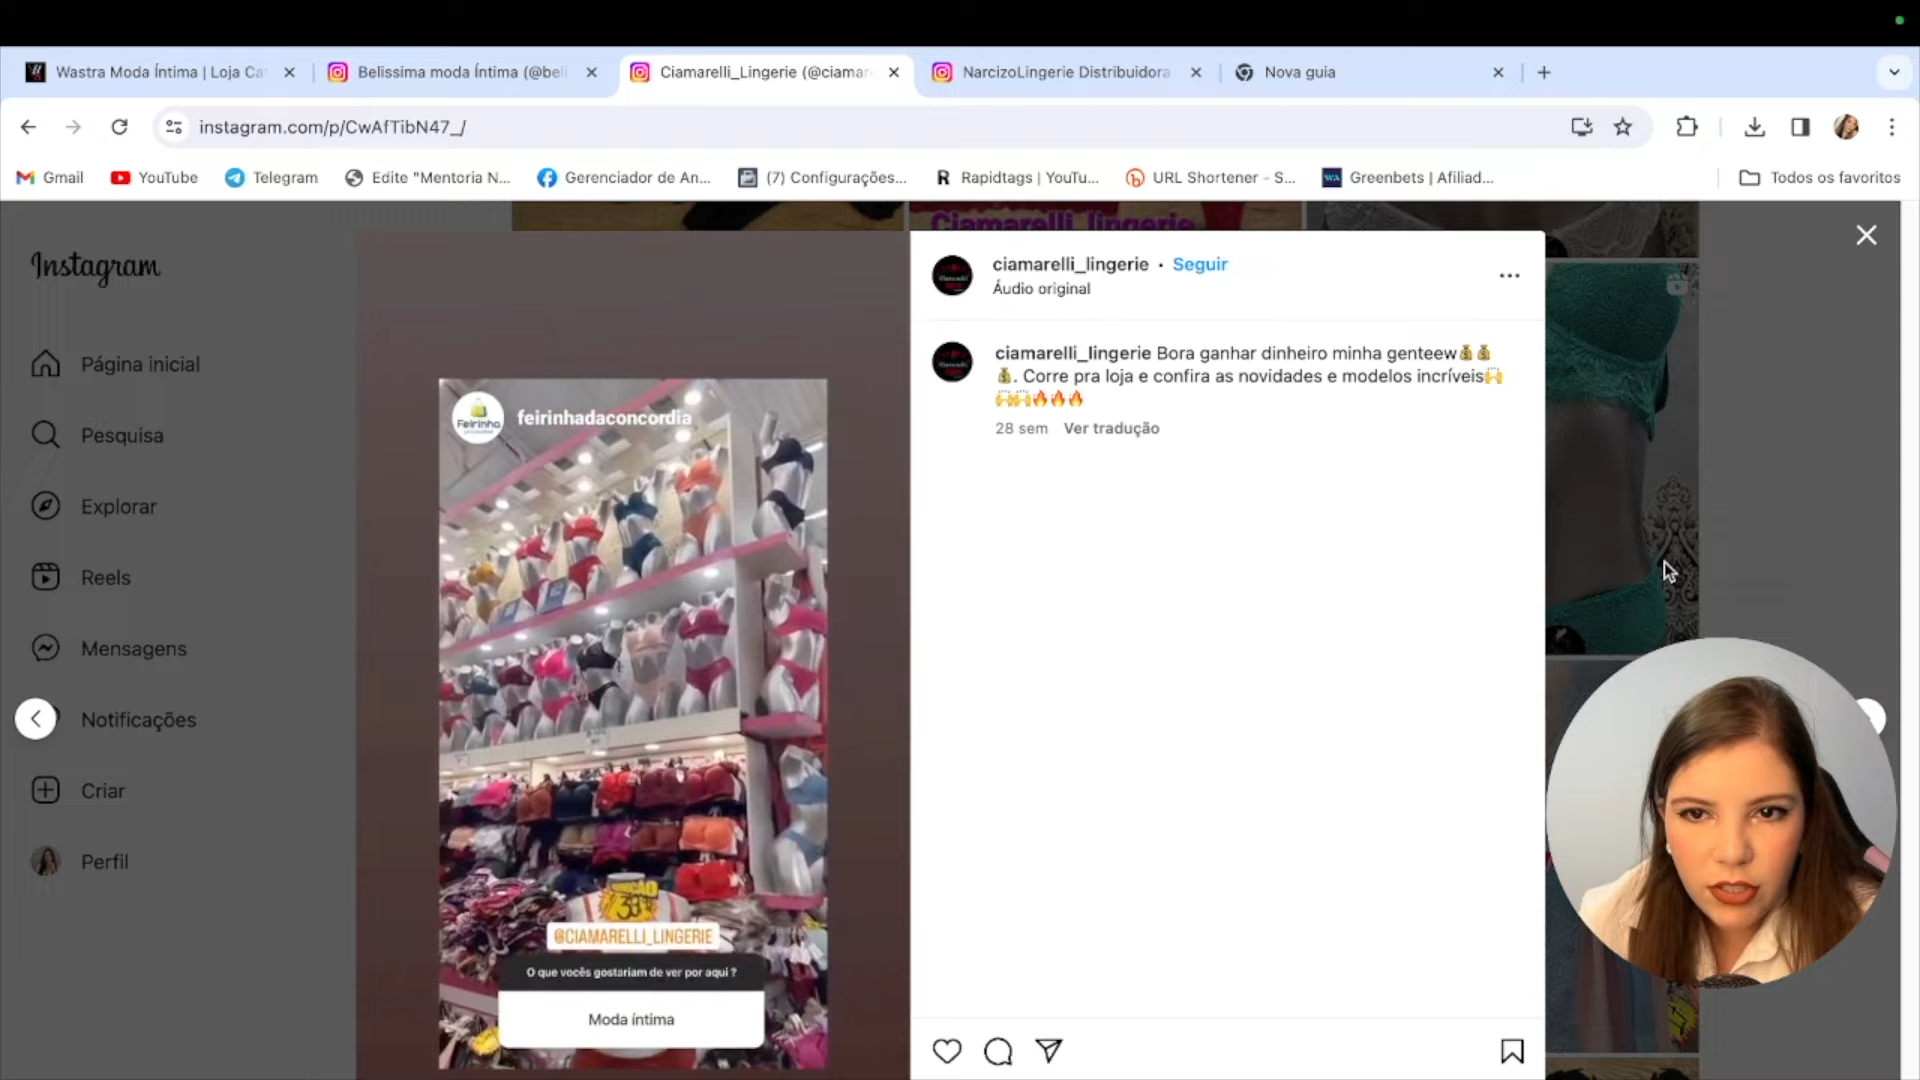 Wastra Moda Íntima | Loja Ca
Belissima moda Íntima (@beli
Ciamarelli_Lingerie (@ciamar
NarcizoLingerie Distribuidora
Nova guia
instagram.com/p/CwAfTibN47_/
Gmail
YouTube
Telegram
Edite "Mentoria N...
Gerenciador de An...
(7) Configurações...
Rapidtags | YouTu...
URL Shortener - S...
Greenbets | Afiliad...
Todos os favoritos
Ciamarelli_lingerie
Instagram
Página inicial
Pesquisa
Explorar
Reels
Mensagens
Notificações
Criar
Perfil
Feirinha
feirinhadaconcordia
@CIAMARELLI_LINGERIE
O que vocês gostariam de ver por aqui ?
Moda íntima
ciamarelli_lingerie • Seguir
Áudio original
ciamarelli_lingerie Bora ganhar dinheiro minha genteew💰💰
💰. Corre pra loja e confira as novidades e modelos incríveis🙌
🙌🙌🔥🔥🔥
28 sem Ver tradução